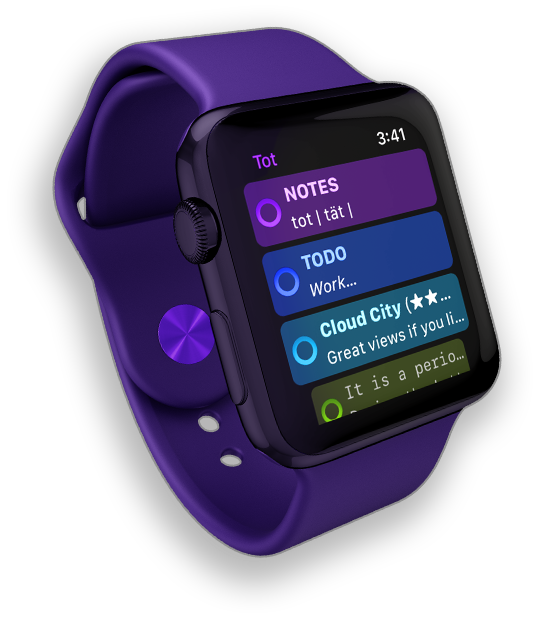 3:41
Tot
NOTES
tot | tät |
TODO
Work...
Cloud City (★★...
Great views if you li...
It is a perio...